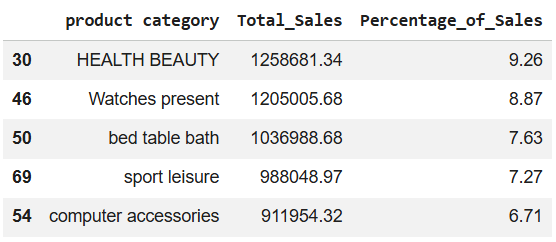 product category Total_Sales Percentage_of_Sales
30 HEALTH BEAUTY 1258681.34 9.26
46 Watches present 1205005.68 8.87
50 bed table bath 1036988.68 7.63
69 sport leisure 988048.97 7.27
54 computer accessories 911954.32 6.71